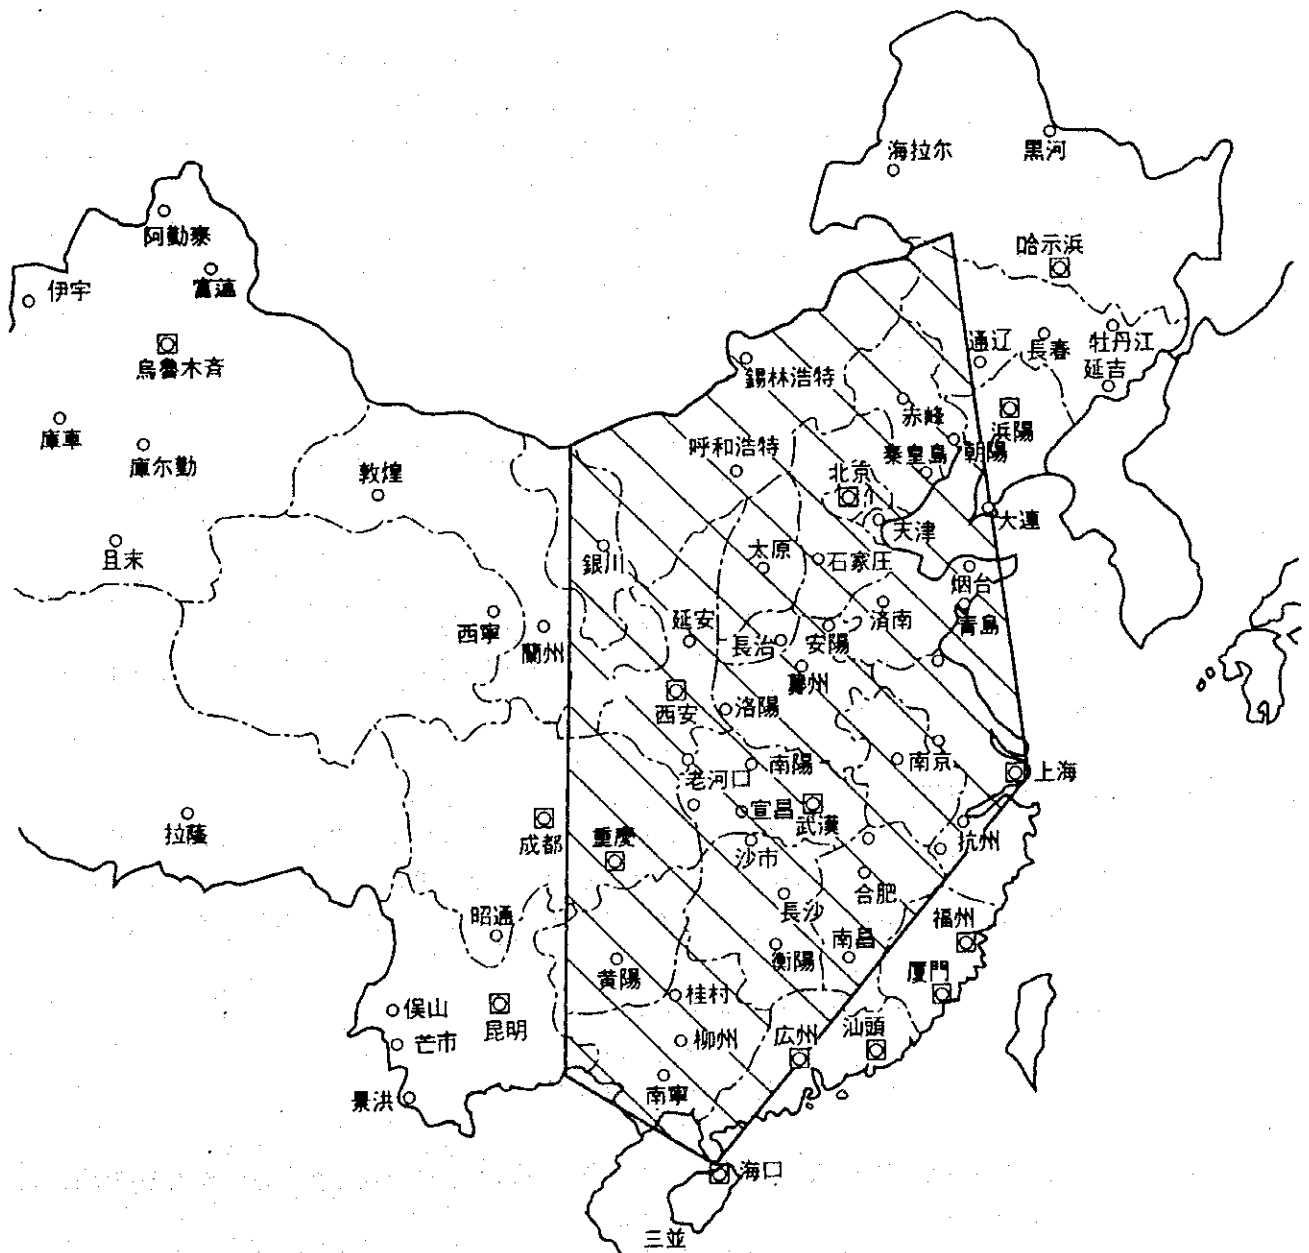 海拉尔
黒河
阿勤泰
哈示浜
富蘊
伊宇
烏魯木斉
通辽
長春
牡丹江
延吉
錫林浩特
赤峰
浜陽
庫車
庫尔勤
呼和浩特
秦皇島
朝陽
敦煌
北京
天津
大連
且末
銀川
太原
石家庄
烟台
西寧
蘭州
延安
長治
安陽
済南
青島
西安
洛陽
老河口
南陽
南京
上海
拉薩
成都
重慶
宣昌
武漢
杭州
沙市
合肥
長沙
昭通
福州
南昌
衡陽
黄陽
厦門
桂村
俣山
昆明
芒市
柳州
広州
汕頭
景洪
南寧
海口
三並